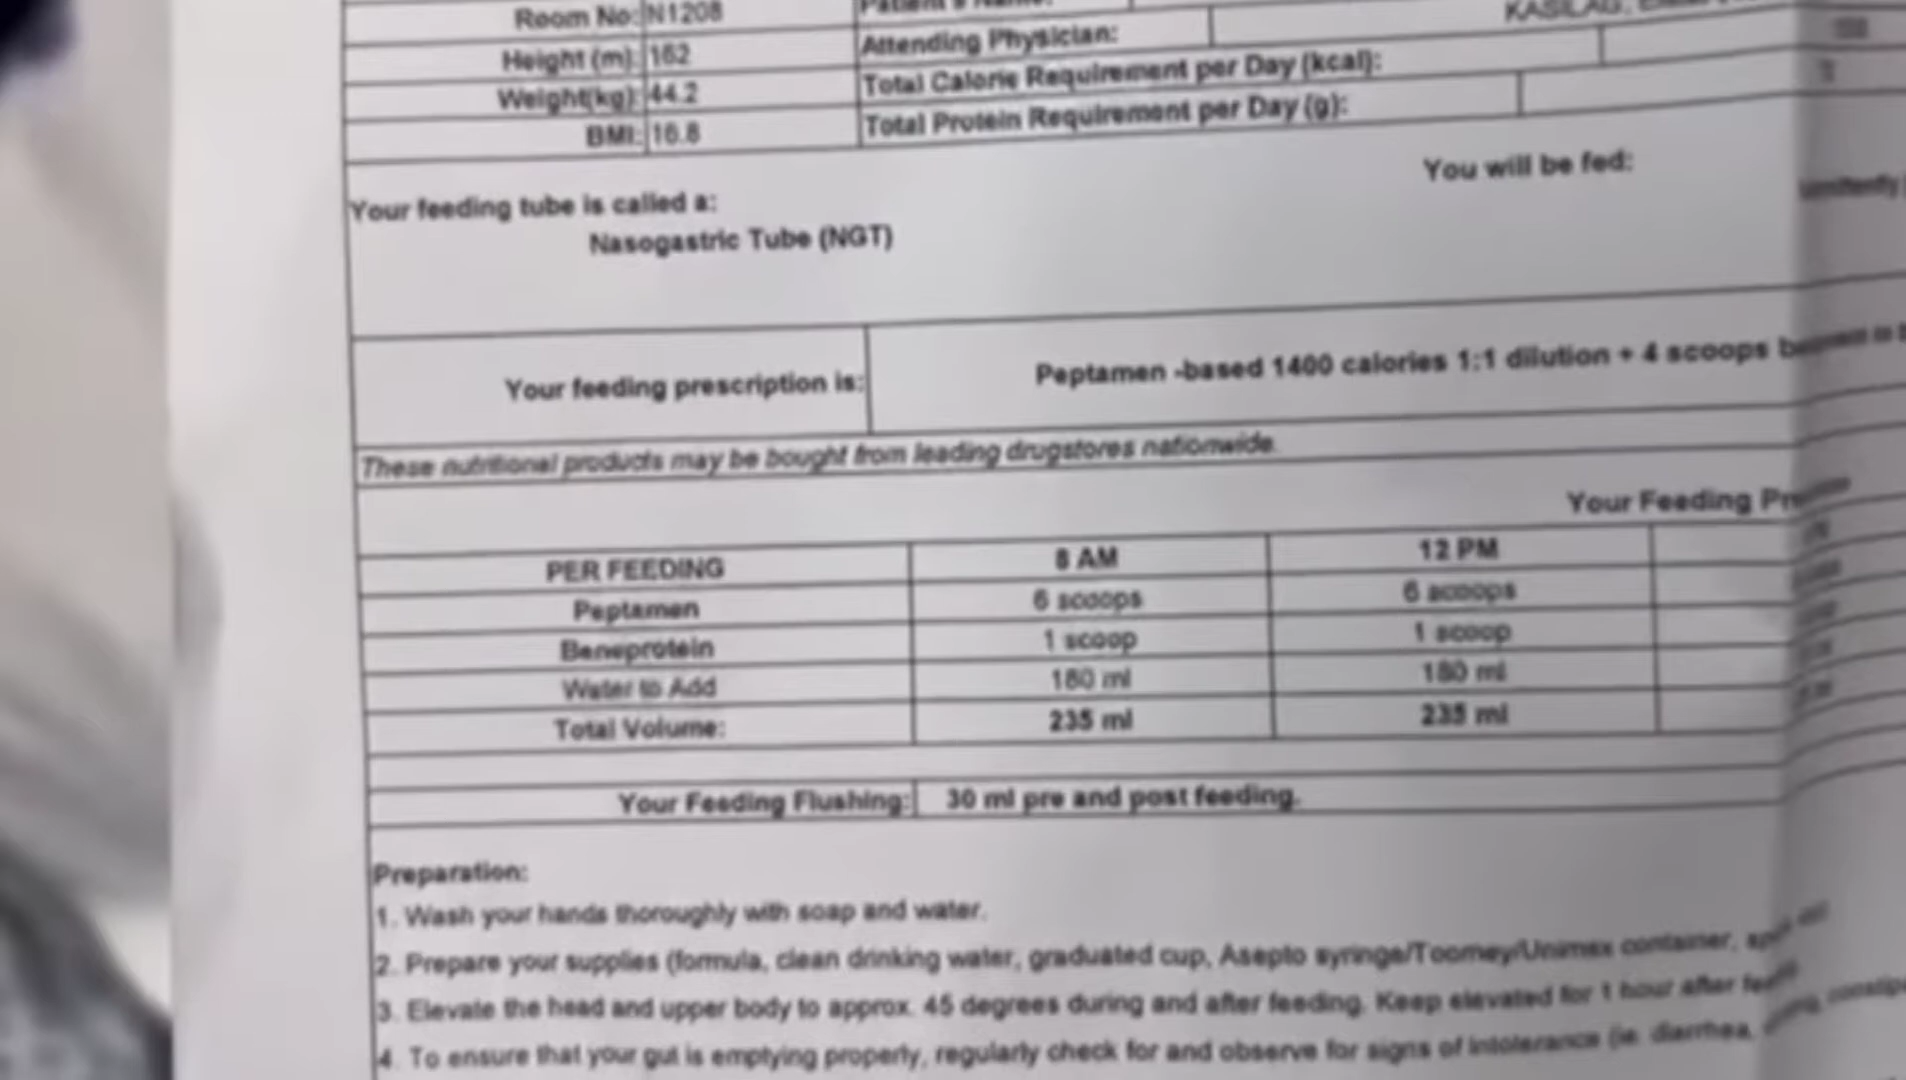 Room No: N1208
Patient's Name: KASILAG,
Height (m): 162
Attending Physician:
Weight(kg): 44.2
Total Calorie Requirement per Day (kcal):
BMI: 16.8
Total Protein Requirement per Day (g):
You will be fed:
Your feeding tube is called a:
Nasogastric Tube (NGT)
Your feeding prescription is: Peptamen -based 1400 calories 1:1 dilution + 4 scoops
These nutritional products may be bought from leading drugstores nationwide.
Your Feeding
PER FEEDING 8 AM 12 PM
Peptamen 6 scoops 6 scoops
Beneprotein 1 scoop 1 scoop
Water to Add 180 ml 180 ml
Total Volume: 235 ml 235 ml
Your Feeding Flushing: 30 ml pre and post feeding.
Preparation:
1. Wash your hands thoroughly with soap and water.
2. Prepare your supplies (formula, clean drinking water, graduated cup, Asepto syringe/Toomey/Unimex container,
3. Elevate the head and upper body to approx. 45 degrees during and after feeding. Keep elevated for 1 hour after
4. To ensure that your gut is emptying properly, regularly check for and observe for signs of intolerance (ie. diarrhea,